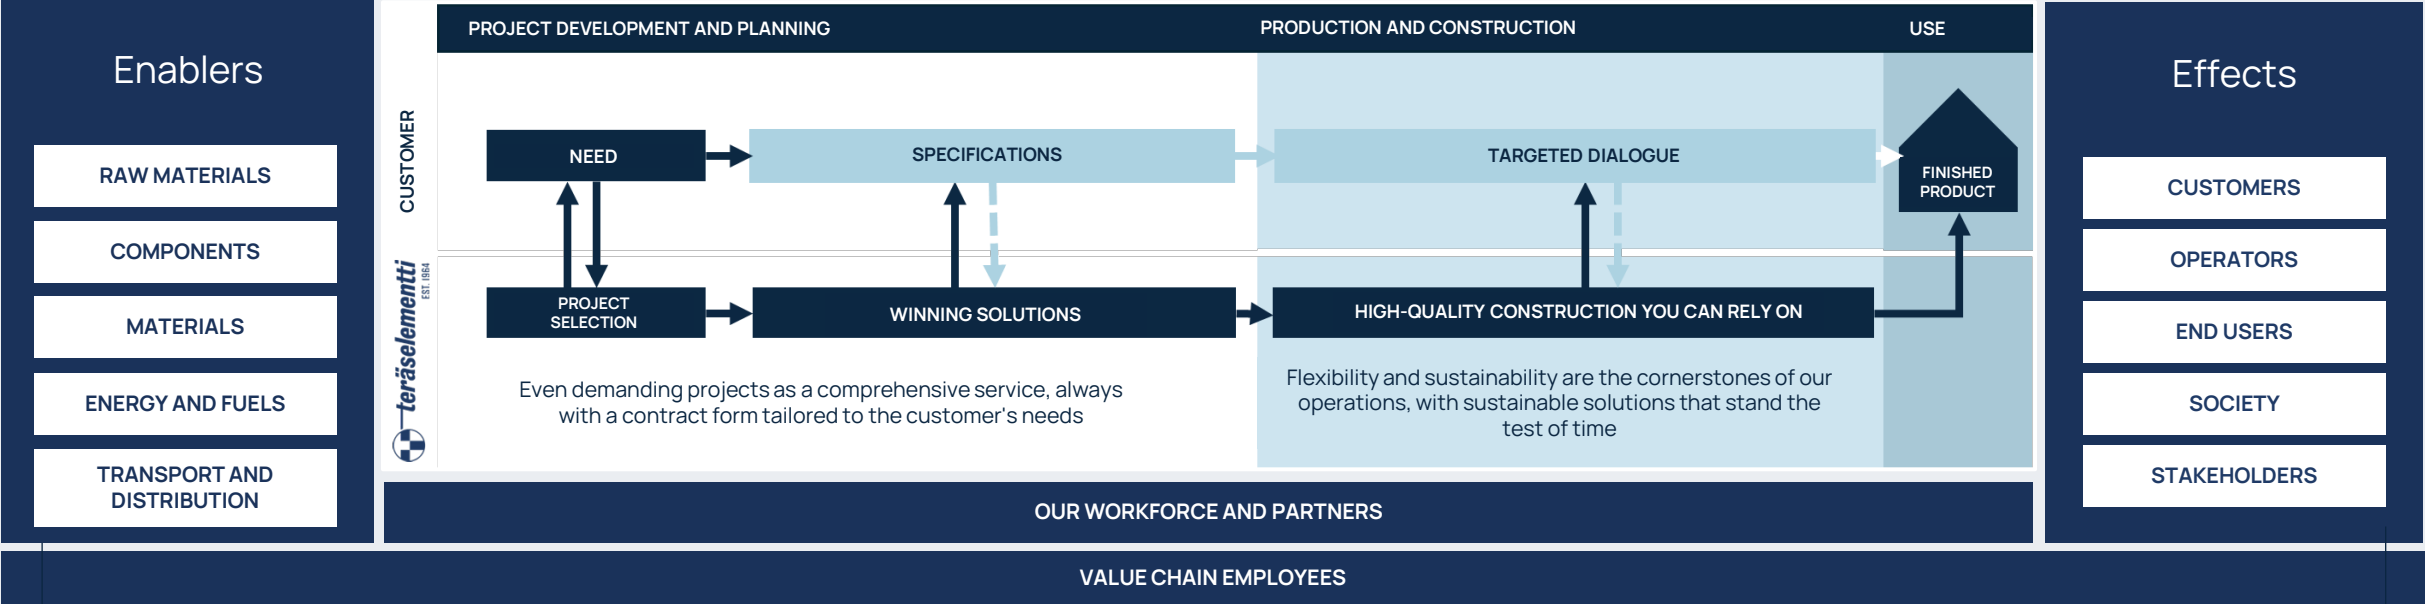 Enablers
RAW MATERIALS
COMPONENTS
MATERIALS
ENERGY AND FUELS
TRANSPORT AND
DISTRIBUTION
PROJECT DEVELOPMENT AND PLANNING
PRODUCTION AND CONSTRUCTION
USE
CUSTOMER
NEED
SPECIFICATIONS
TARGETED DIALOGUE
FINISHED
PRODUCT
teräselementti
EST. 1964
PROJECT
SELECTION
WINNING SOLUTIONS
HIGH-QUALITY CONSTRUCTION YOU CAN RELY ON
Even demanding projects as a comprehensive service, always
with a contract form tailored to the customer's needs
Flexibility and sustainability are the cornerstones of our
operations, with sustainable solutions that stand the
test of time
Effects
CUSTOMERS
OPERATORS
END USERS
SOCIETY
STAKEHOLDERS
OUR WORKFORCE AND PARTNERS
VALUE CHAIN EMPLOYEES